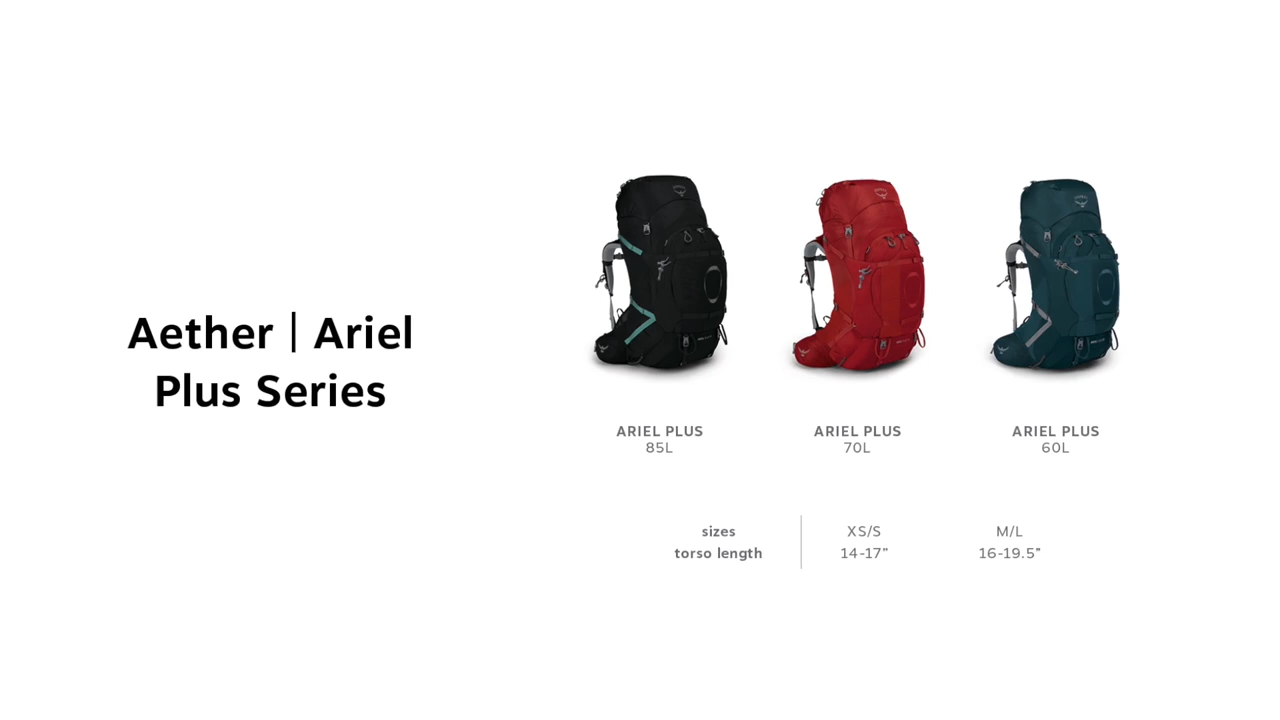 Aether | Ariel
Plus Series
ARIEL PLUS
85L
ARIEL PLUS
70L
ARIEL PLUS
60L
sizes XS/S M/L
torso length 14-17” 16-19.5”